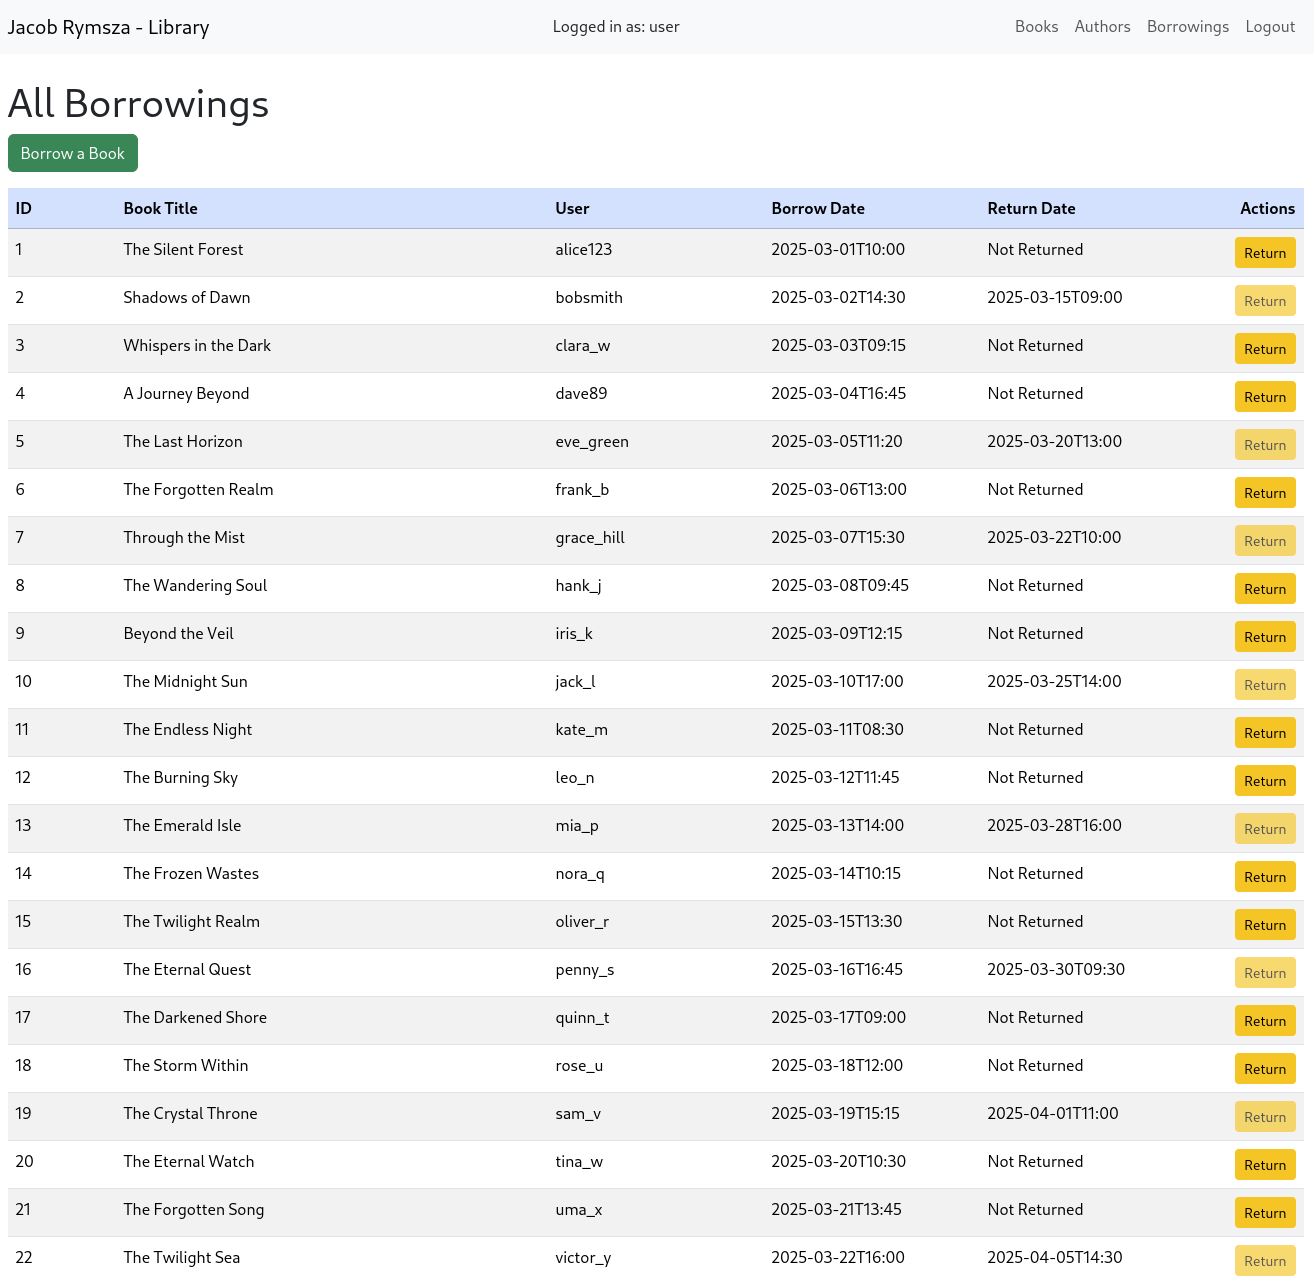 Jacob Rymsza - Library Logged in as: user Books Authors Borrowings Logout
All Borrowings
Borrow a Book
ID Book Title User Borrow Date Return Date Actions
1 The Silent Forest alice123 2025-03-01T10:00 Not Returned Return
2 Shadows of Dawn bobsmith 2025-03-02T14:30 2025-03-15T09:00 Return
3 Whispers in the Dark clara_w 2025-03-03T09:15 Not Returned Return
4 A Journey Beyond dave89 2025-03-04T16:45 Not Returned Return
5 The Last Horizon eve_green 2025-03-05T11:20 2025-03-20T13:00 Return
6 The Forgotten Realm frank_b 2025-03-06T13:00 Not Returned Return
7 Through the Mist grace_hill 2025-03-07T15:30 2025-03-22T10:00 Return
8 The Wandering Soul hank_j 2025-03-08T09:45 Not Returned Return
9 Beyond the Veil iris_k 2025-03-09T12:15 Not Returned Return
10 The Midnight Sun jack_l 2025-03-10T17:00 2025-03-25T14:00 Return
11 The Endless Night kate_m 2025-03-11T08:30 Not Returned Return
12 The Burning Sky leo_n 2025-03-12T11:45 Not Returned Return
13 The Emerald Isle mia_p 2025-03-13T14:00 2025-03-28T16:00 Return
14 The Frozen Wastes nora_q 2025-03-14T10:15 Not Returned Return
15 The Twilight Realm oliver_r 2025-03-15T13:30 Not Returned Return
16 The Eternal Quest penny_s 2025-03-16T16:45 2025-03-30T09:30 Return
17 The Darkened Shore quinn_t 2025-03-17T09:00 Not Returned Return
18 The Storm Within rose_u 2025-03-18T12:00 Not Returned Return
19 The Crystal Throne sam_v 2025-03-19T15:15 2025-04-01T11:00 Return
20 The Eternal Watch tina_w 2025-03-20T10:30 Not Returned Return
21 The Forgotten Song uma_x 2025-03-21T13:45 Not Returned Return
22 The Twilight Sea victor_y 2025-03-22T16:00 2025-04-05T14:30 Return